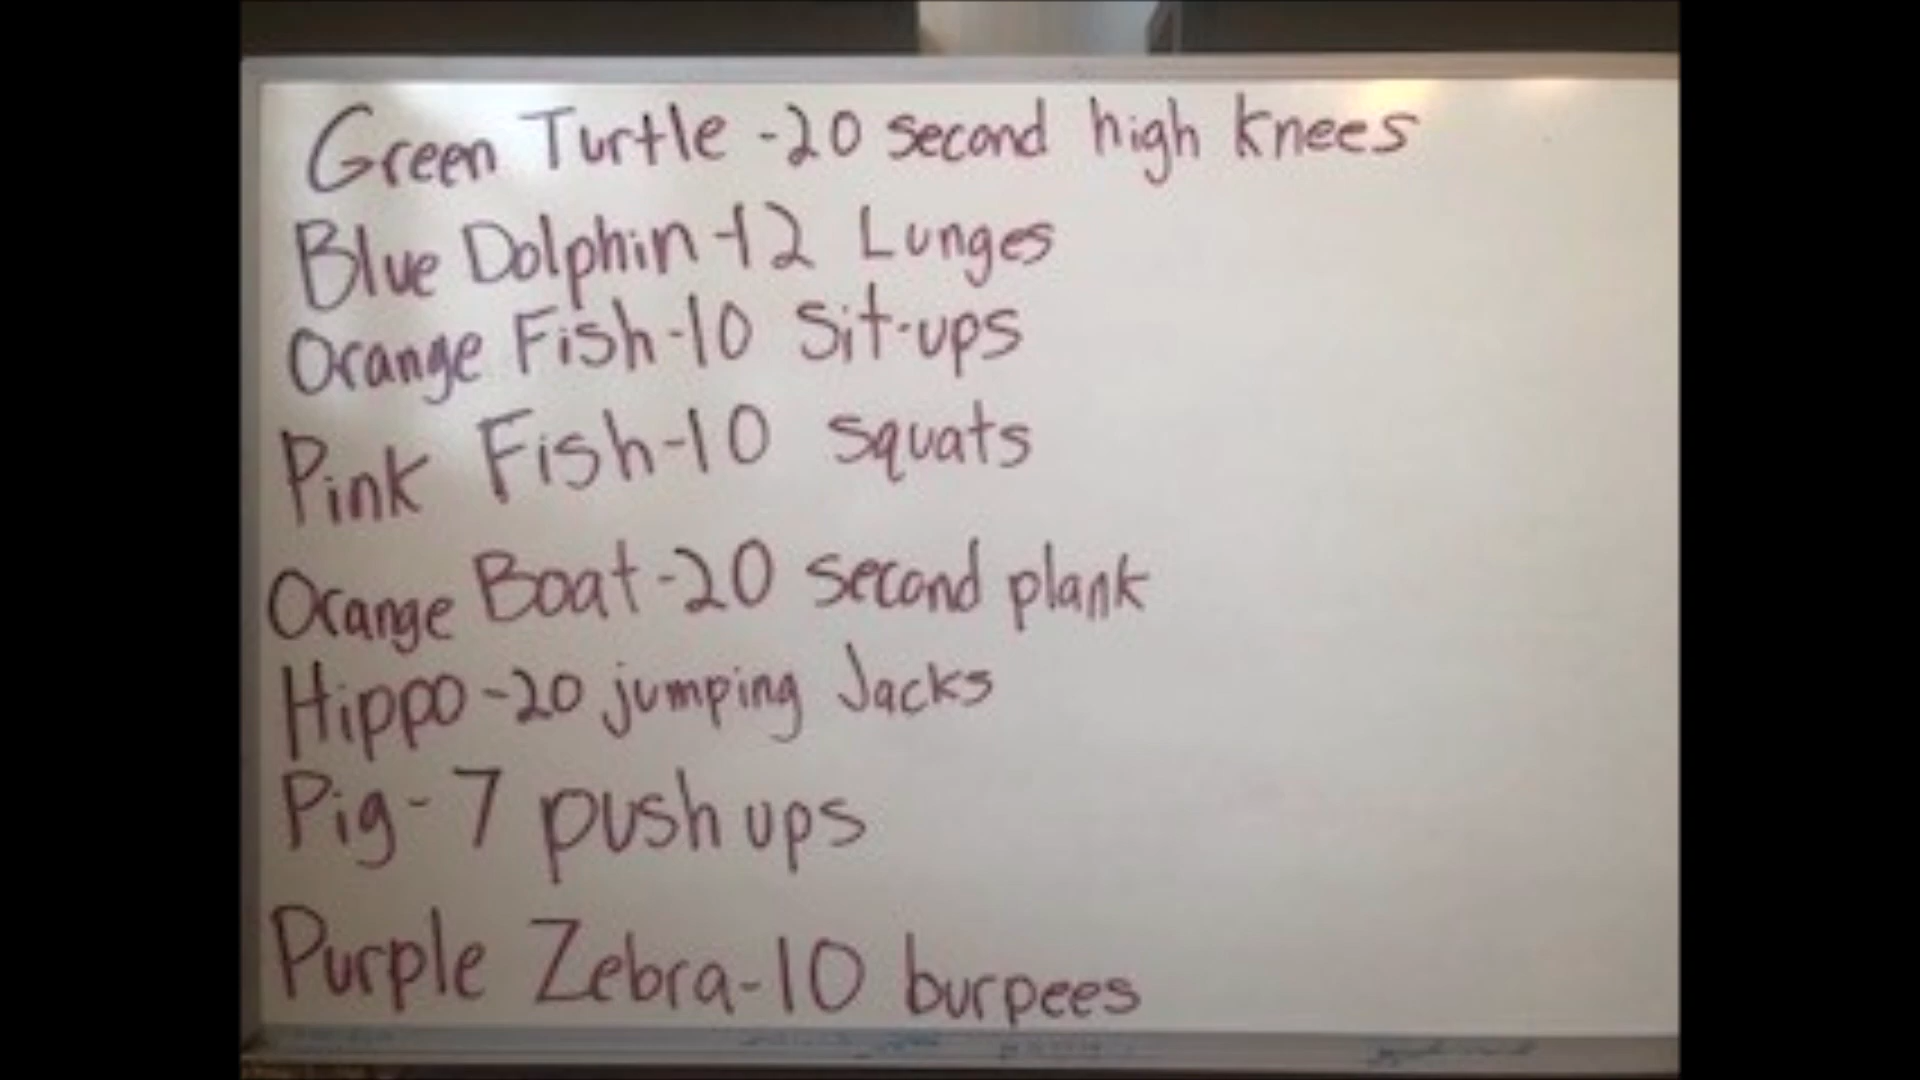 Green Turtle -20 second high knees
Blue Dolphin-12 Lunges
Orange Fish-10 Sit-ups
Pink Fish-10 squats
Orange Boat-20 second plank
Hippo-20 jumping Jacks
Pig-7 push ups
Purple Zebra-10 burpees